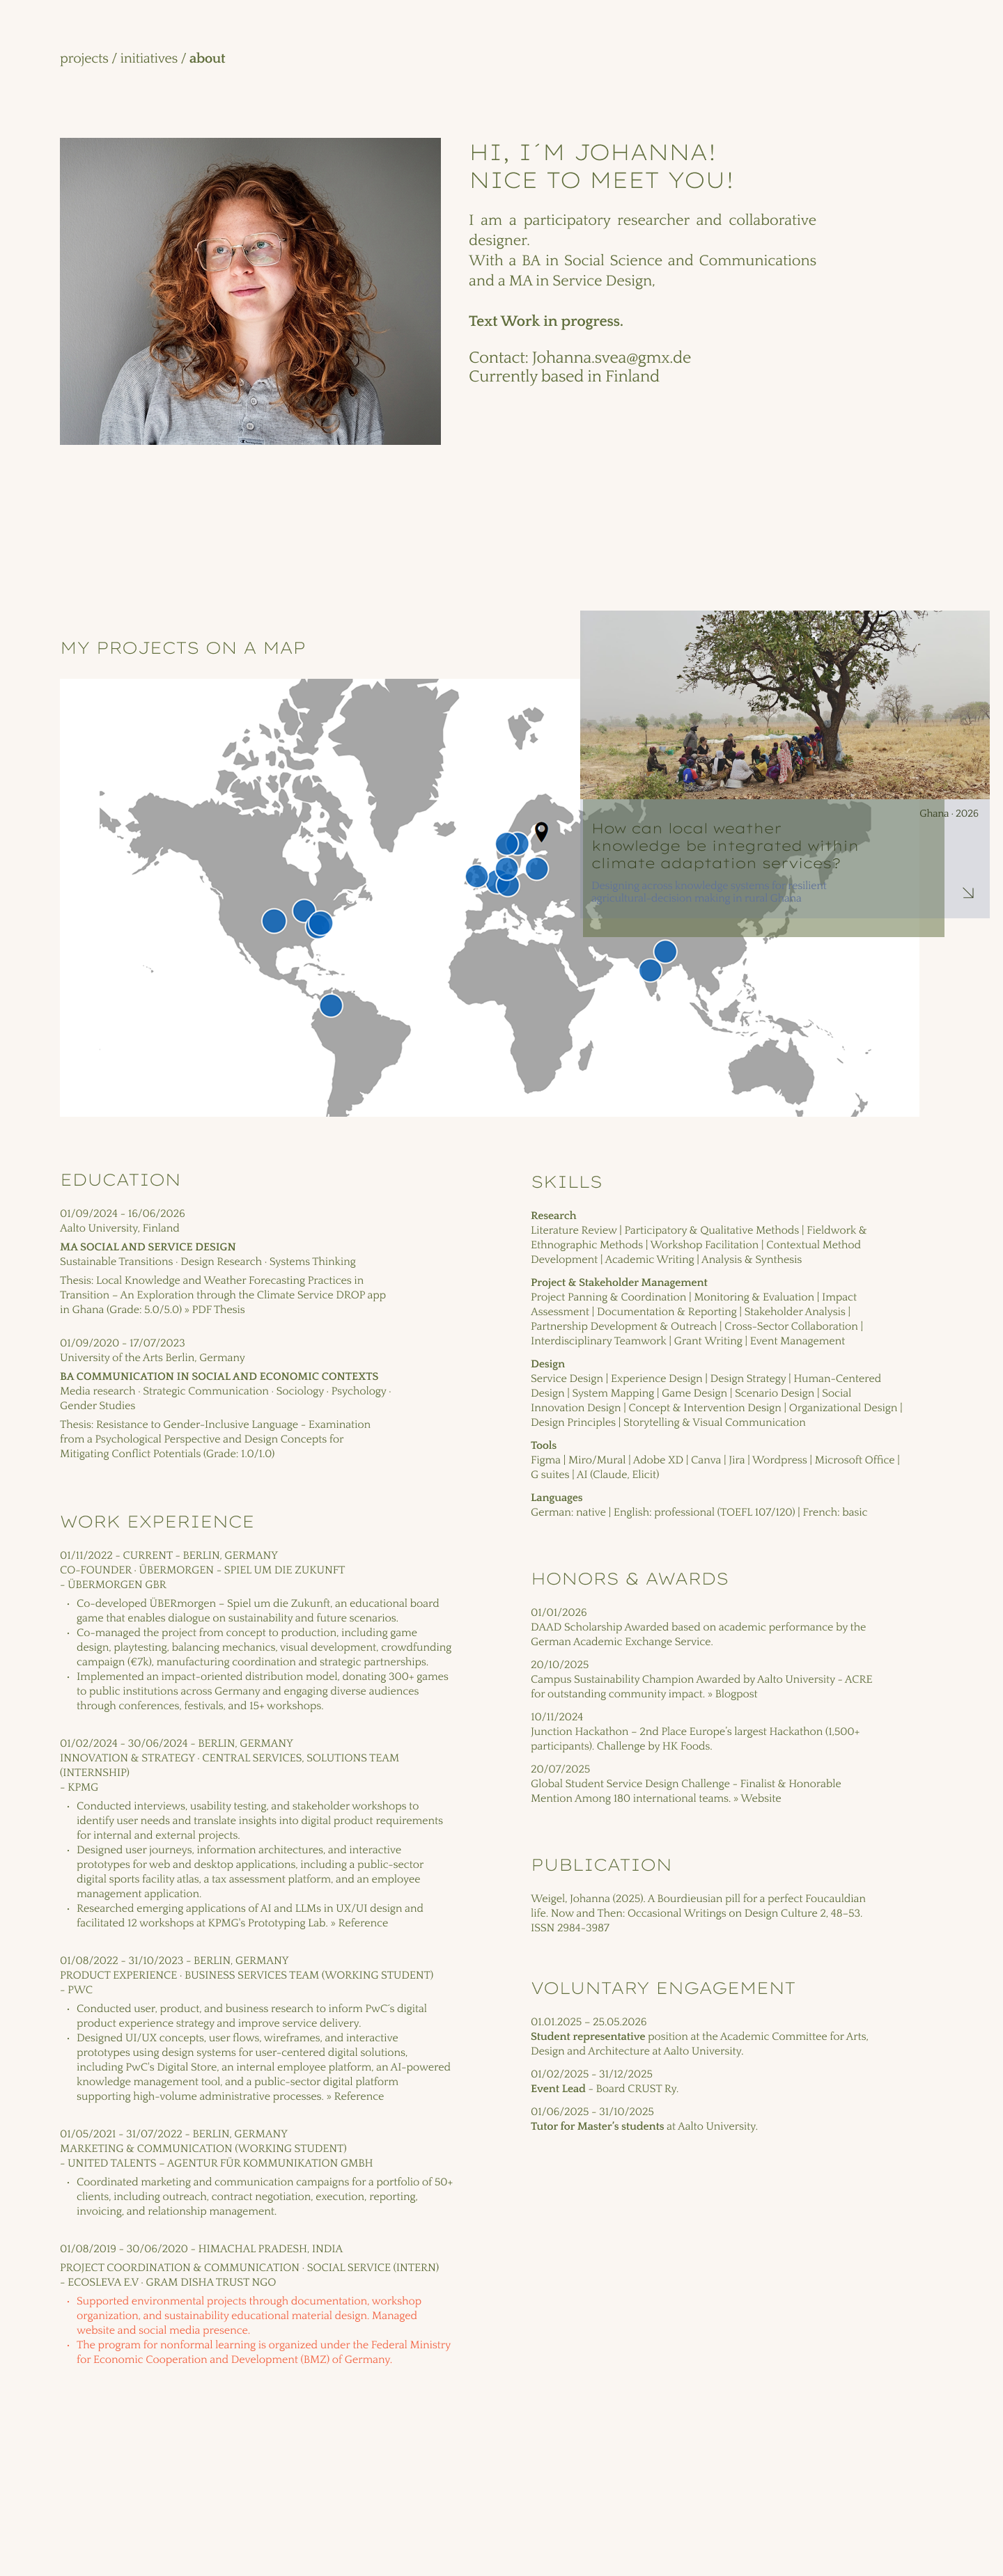 projects / initiatives / about
HI, I´M JOHANNA!
NICE TO MEET YOU!
I am a participatory researcher and collaborative
designer.
With a BA in Social Science and Communications
and a MA in Service Design,
Text Work in progress.
Contact: Johanna.svea@gmx.de
Currently based in Finland
MY PROJECTS ON A MAP
Ghana · 2026
How can local weather
knowledge be integrated within
climate adaptation services?
Designing across knowledge systems for resilient
agricultural-decision making in rural Ghana
EDUCATION
01/09/2024 - 16/06/2026
Aalto University, Finland
MA SOCIAL AND SERVICE DESIGN
Sustainable Transitions · Design Research · Systems Thinking
Thesis: Local Knowledge and Weather Forecasting Practices in
Transition – An Exploration through the Climate Service DROP app
in Ghana (Grade: 5.0/5.0) » PDF Thesis
01/09/2020 - 17/07/2023
University of the Arts Berlin, Germany
BA COMMUNICATION IN SOCIAL AND ECONOMIC CONTEXTS
Media research · Strategic Communication · Sociology · Psychology ·
Gender Studies
Thesis: Resistance to Gender-Inclusive Language - Examination
from a Psychological Perspective and Design Concepts for
Mitigating Conflict Potentials (Grade: 1.0/1.0)
WORK EXPERIENCE
01/11/2022 - CURRENT - BERLIN, GERMANY
CO-FOUNDER · ÜBERMORGEN - SPIEL UM DIE ZUKUNFT
- ÜBERMORGEN GBR
· Co-developed ÜBERmorgen – Spiel um die Zukunft, an educational board
game that enables dialogue on sustainability and future scenarios.
· Co-managed the project from concept to production, including game
design, playtesting, balancing mechanics, visual development, crowdfunding
campaign (€7k), manufacturing coordination and strategic partnerships.
· Implemented an impact-oriented distribution model, donating 300+ games
to public institutions across Germany and engaging diverse audiences
through conferences, festivals, and 15+ workshops.
01/02/2024 - 30/06/2024 - BERLIN, GERMANY
INNOVATION & STRATEGY · CENTRAL SERVICES, SOLUTIONS TEAM
(INTERNSHIP)
- KPMG
· Conducted interviews, usability testing, and stakeholder workshops to
identify user needs and translate insights into digital product requirements
for internal and external projects.
· Designed user journeys, information architectures, and interactive
prototypes for web and desktop applications, including a public-sector
digital sports facility atlas, a tax assessment platform, and an employee
management application.
· Researched emerging applications of AI and LLMs in UX/UI design and
facilitated 12 workshops at KPMG's Prototyping Lab. » Reference
01/08/2022 - 31/10/2023 - BERLIN, GERMANY
PRODUCT EXPERIENCE · BUSINESS SERVICES TEAM (WORKING STUDENT)
- PWC
· Conducted user, product, and business research to inform PwC's digital
product experience strategy and improve service delivery.
· Designed UI/UX concepts, user flows, wireframes, and interactive
prototypes using design systems for user-centered digital solutions,
including PwC's Digital Store, an internal employee platform, an AI-powered
knowledge management tool, and a public-sector digital platform
supporting high-volume administrative processes. » Reference
01/05/2021 - 31/07/2022 - BERLIN, GERMANY
MARKETING & COMMUNICATION (WORKING STUDENT)
- UNITED TALENTS – AGENTUR FÜR KOMMUNIKATION GMBH
· Coordinated marketing and communication campaigns for a portfolio of 50+
clients, including outreach, contract negotiation, execution, reporting,
invoicing, and relationship management.
01/08/2019 - 30/06/2020 - HIMACHAL PRADESH, INDIA
PROJECT COORDINATION & COMMUNICATION · SOCIAL SERVICE (INTERN)
- ECOSLEVA E.V · GRAM DISHA TRUST NGO
· Supported environmental projects through documentation, workshop
organization, and sustainability educational material design. Managed
website and social media presence.
· The program for nonformal learning is organized under the Federal Ministry
for Economic Cooperation and Development (BMZ) of Germany.
SKILLS
Research
Literature Review | Participatory & Qualitative Methods | Fieldwork &
Ethnographic Methods | Workshop Facilitation | Contextual Method
Development | Academic Writing | Analysis & Synthesis
Project & Stakeholder Management
Project Panning & Coordination | Monitoring & Evaluation | Impact
Assessment | Documentation & Reporting | Stakeholder Analysis |
Partnership Development & Outreach | Cross-Sector Collaboration |
Interdisciplinary Teamwork | Grant Writing | Event Management
Design
Service Design | Experience Design | Design Strategy | Human-Centered
Design | System Mapping | Game Design | Scenario Design | Social
Innovation Design | Concept & Intervention Design | Organizational Design |
Design Principles | Storytelling & Visual Communication
Tools
Figma | Miro/Mural | Adobe XD | Canva | Jira | Wordpress | Microsoft Office |
G suites | AI (Claude, Elicit)
Languages
German: native | English: professional (TOEFL 107/120) | French: basic
HONORS & AWARDS
01/01/2026
DAAD Scholarship Awarded based on academic performance by the
German Academic Exchange Service.
20/10/2025
Campus Sustainability Champion Awarded by Aalto University - ACRE
for outstanding community impact. » Blogpost
10/11/2024
Junction Hackathon – 2nd Place Europe's largest Hackathon (1,500+
participants). Challenge by HK Foods.
20/07/2025
Global Student Service Design Challenge - Finalist & Honorable
Mention Among 180 international teams. » Website
PUBLICATION
Weigel, Johanna (2025). A Bourdieusian pill for a perfect Foucauldian
life. Now and Then: Occasional Writings on Design Culture 2, 48–53.
ISSN 2984-3987
VOLUNTARY ENGAGEMENT
01.01.2025 – 25.05.2026
Student representative position at the Academic Committee for Arts,
Design and Architecture at Aalto University.
01/02/2025 - 31/12/2025
Event Lead - Board CRUST Ry.
01/06/2025 - 31/10/2025
Tutor for Master's students at Aalto University.